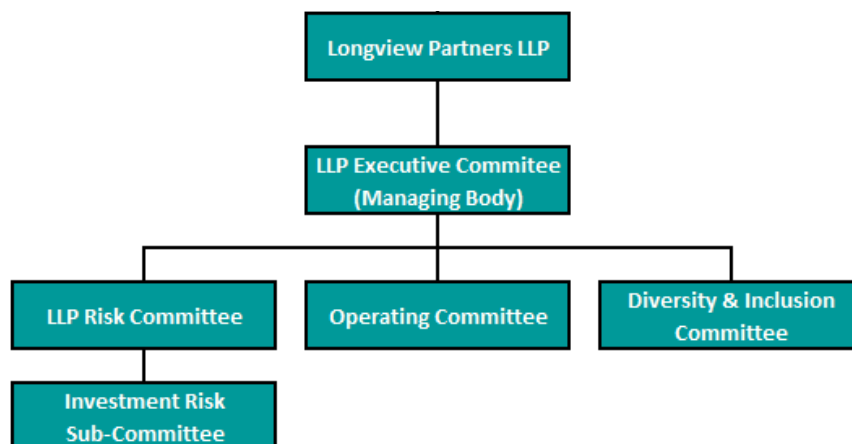 Longview Partners LLP
LLP Executive Commitee
(Managing Body)
LLP Risk Committee
Operating Committee
Diversity & Inclusion
Committee
Investment Risk
Sub-Committee